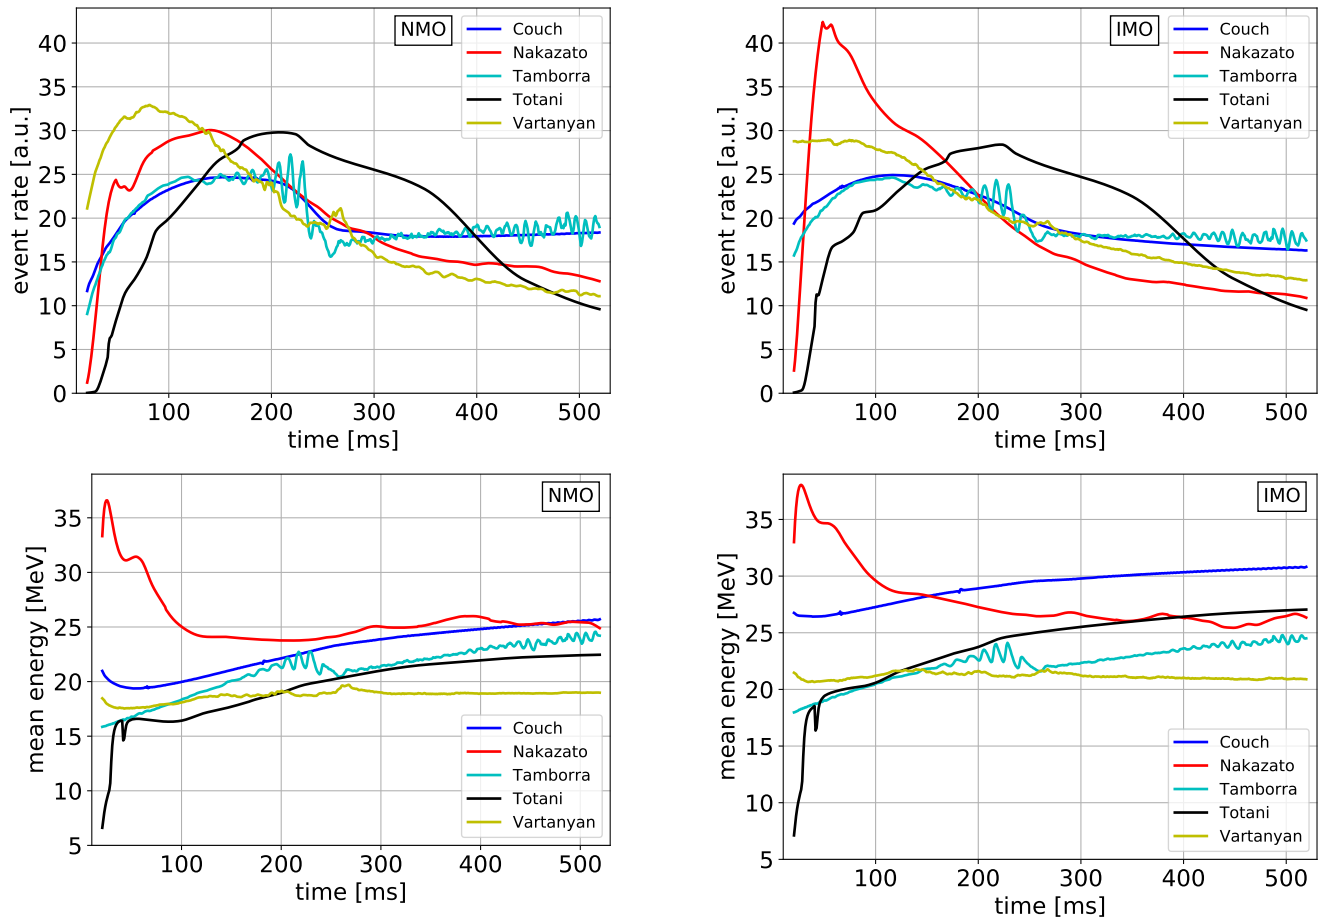 NMO
Couch
Nakazato
Tamborra
Totani
Vartanyan
40
35
30
25
20
15
10
5
0
event rate [a.u.]
100 200 300 400 500
time [ms]
IMO
Couch
Nakazato
Tamborra
Totani
Vartanyan
40
35
30
25
20
15
10
5
0
event rate [a.u.]
100 200 300 400 500
time [ms]
NMO
35
30
25
20
15
10
5
mean energy [MeV]
Couch
Nakazato
Tamborra
Totani
Vartanyan
100 200 300 400 500
time [ms]
IMO
35
30
25
20
15
10
5
mean energy [MeV]
Couch
Nakazato
Tamborra
Totani
Vartanyan
100 200 300 400 500
time [ms]